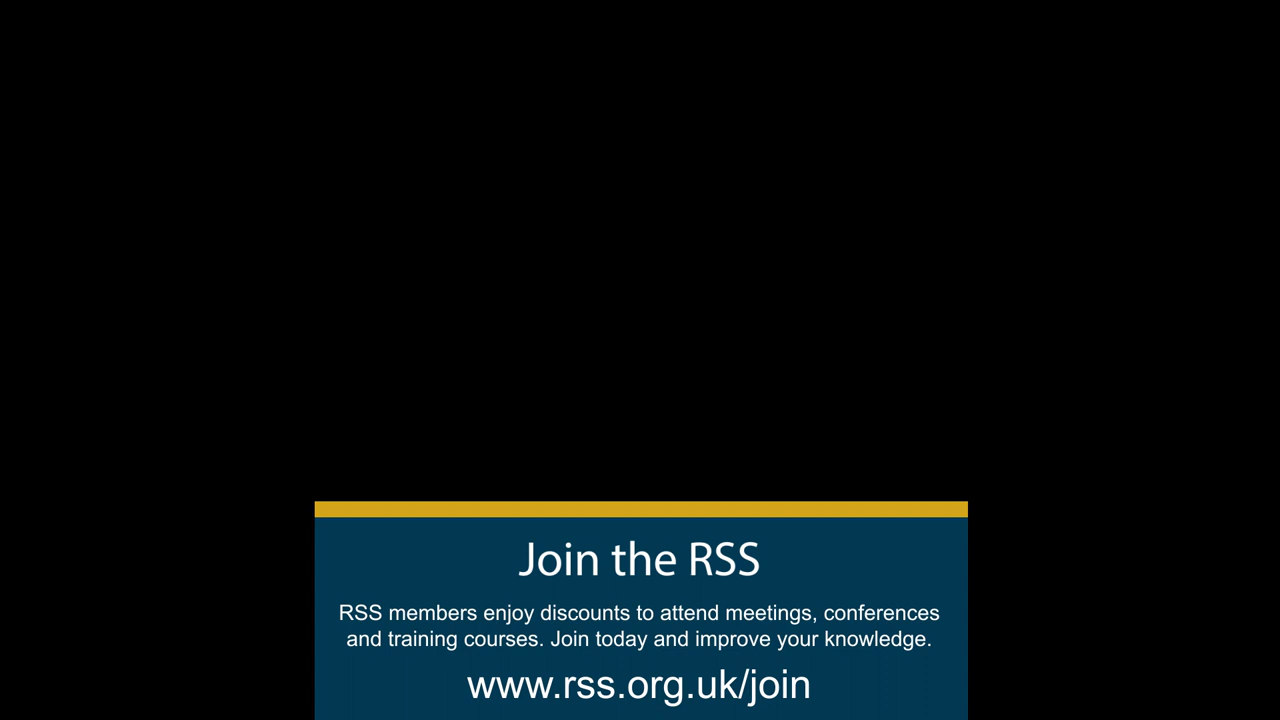 Join the RSS
RSS members enjoy discounts to attend meetings, conferences
and training courses. Join today and improve your knowledge.
www.rss.org.uk/join